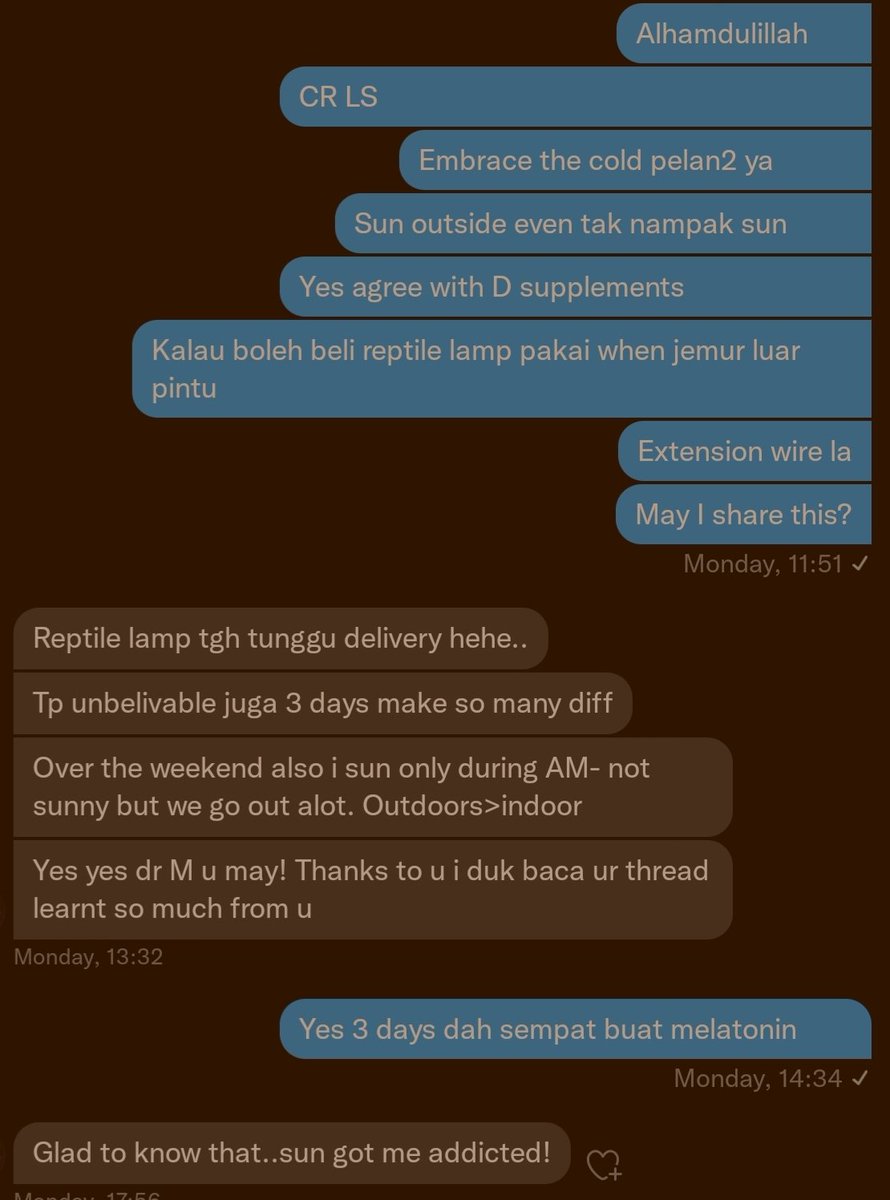 Alhamdulillah
CR LS
Embrace the cold pelan2 ya
Sun outside even tak nampak sun
Yes agree with D supplements
Kalau boleh beli reptile lamp pakai when jemur luar
pintu
Extension wire la
May I share this?
Monday, 11:51
Reptile lamp tgh tunggu delivery hehe..
Tp unbelivable juga 3 days make so many diff
Over the weekend also i sun only during AM- not
sunny but we go out alot. Outdoors>indoor
Yes yes dr M u may! Thanks to u i duk baca ur thread
learnt so much from u
Monday, 13:32
Yes 3 days dah sempat buat melatonin
Monday, 14:34
Glad to know that..sun got me addicted!
Monday, 17:56